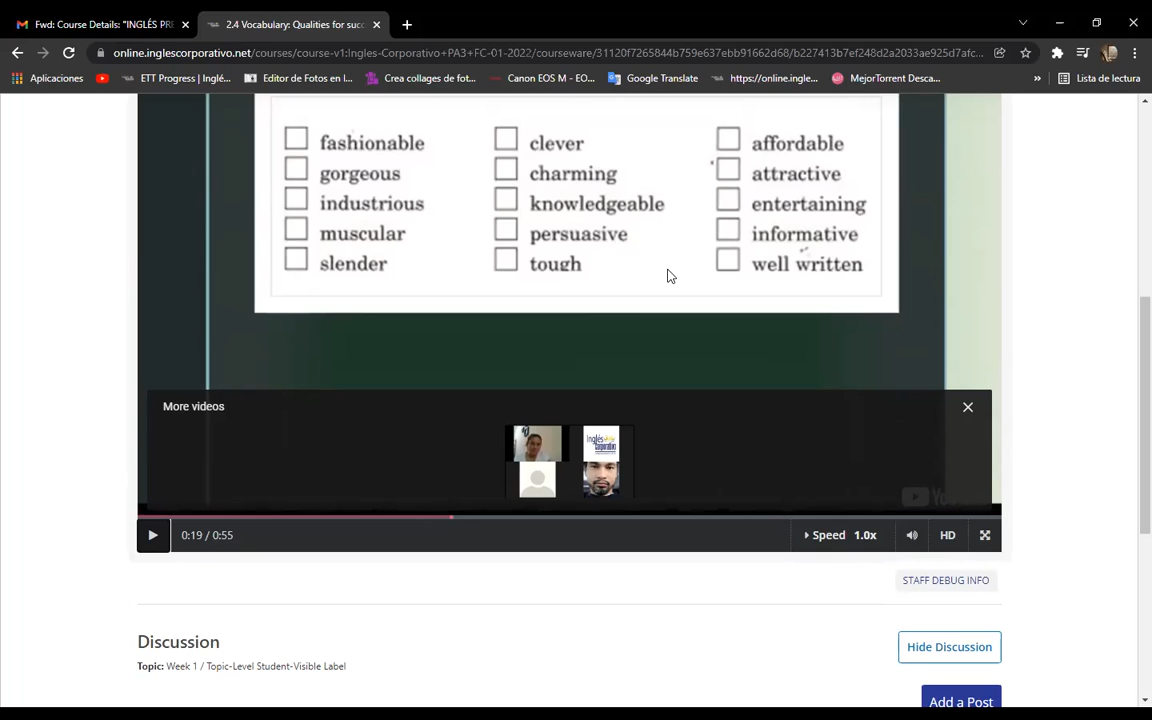 Fwd: Course Details: "INGLÉS PRE
2.4 Vocabulary: Qualities for succ
online.inglescorporativo.net/courses/course-v1:Ingles-Corporativo+PA3+FC-01-2022/courseware/31120f7265844b759e637ebb91662d68/b227413b7ef248d2a2033ae925d7afc...
Aplicaciones
ETT Progress | Inglé...
Editor de Fotos en l...
Crea collages de fot...
Canon EOS M - EO...
Google Translate
https://online.ingle...
MejorTorrent Desca...
»
Lista de lectura
fashionable clever affordable
gorgeous charming attractive
industrious knowledgeable entertaining
muscular persuasive informative
slender tough well written
More videos
Inglés
corporativo
0:19 / 0:55
Speed 1.0x
HD
STAFF DEBUG INFO
Discussion
Hide Discussion
Topic: Week 1 / Topic-Level Student-Visible Label
Add a Post